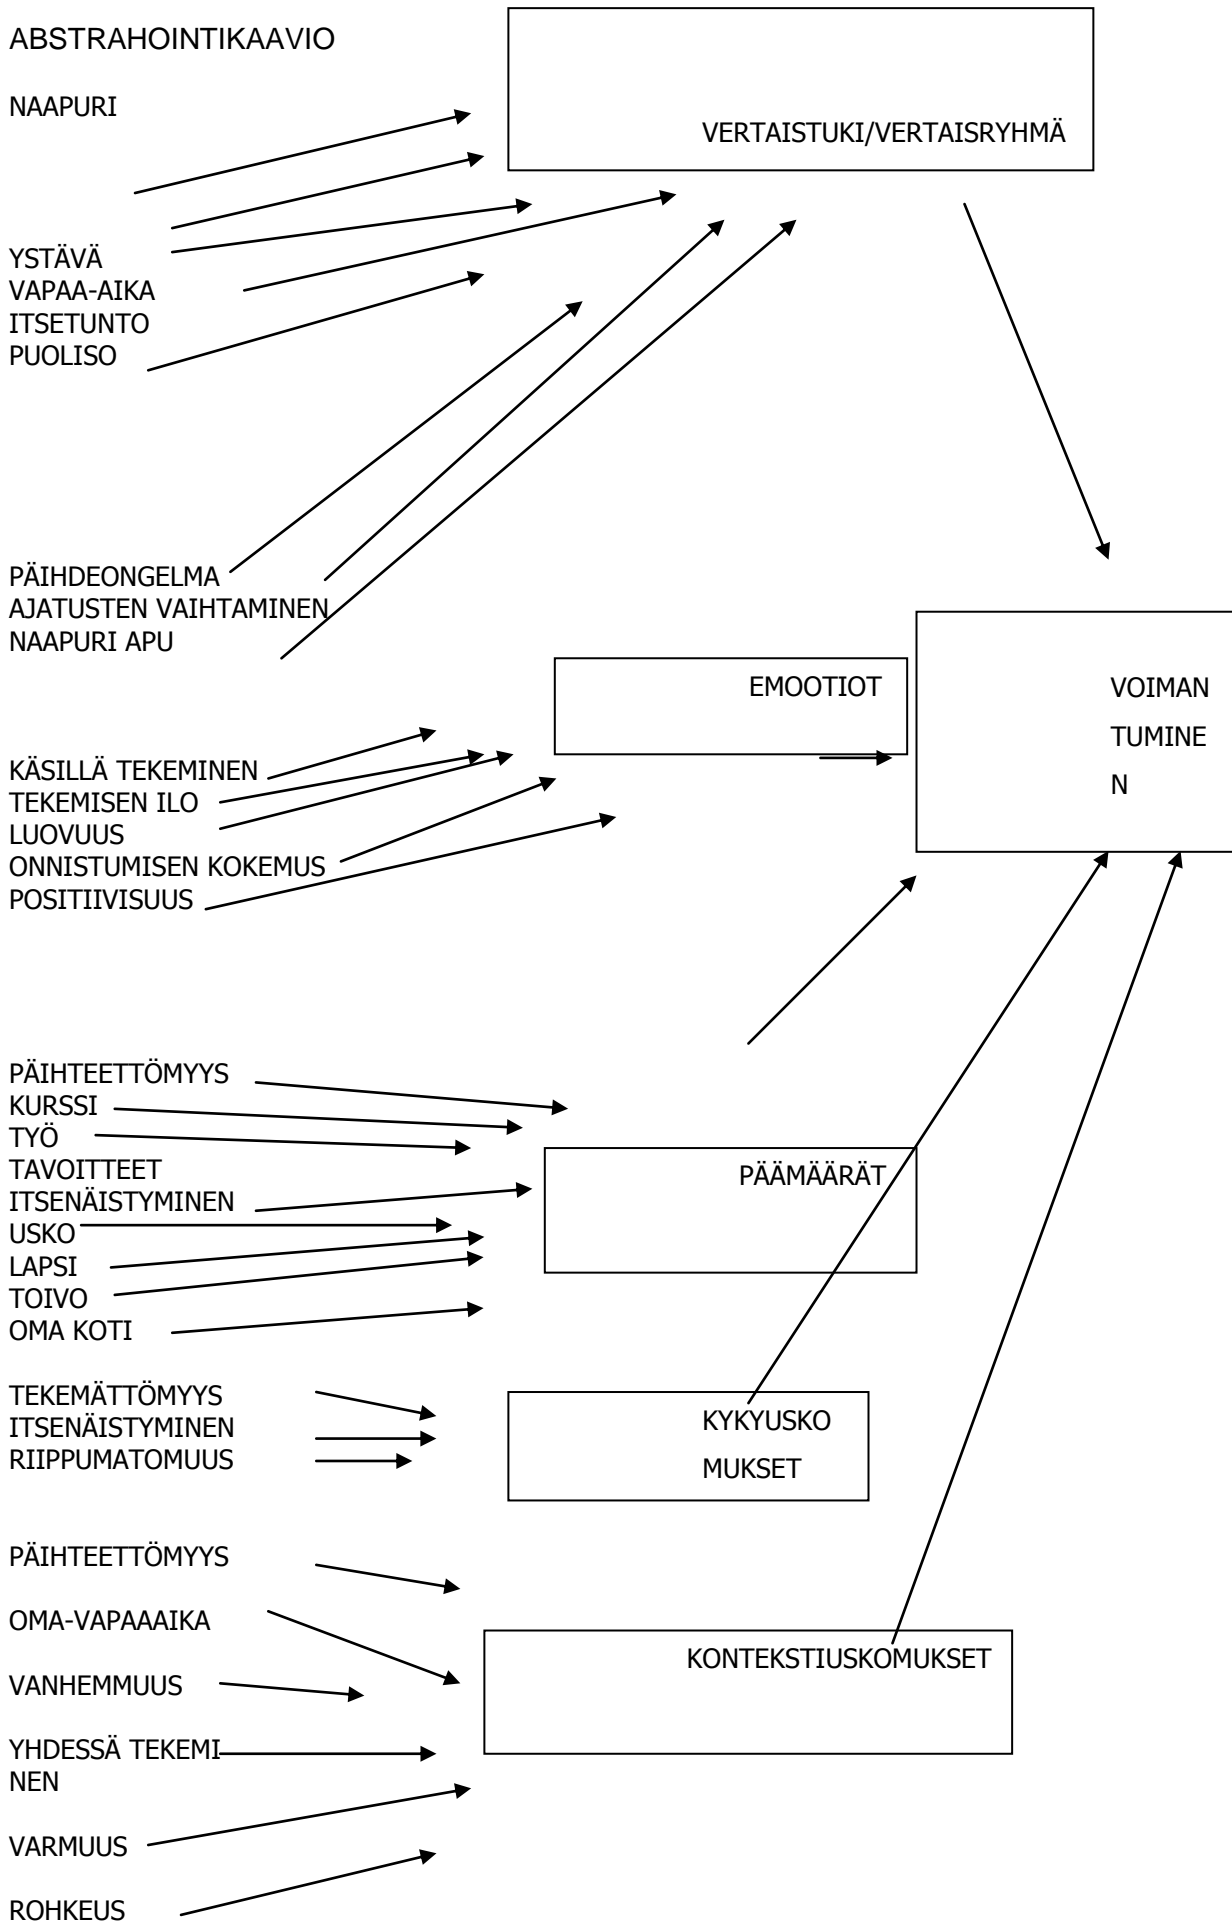 ABSTRAHOINTIKAAVIO
NAAPURI
VERTAISTUKI/VERTAISRYHMÄ
YSTÄVÄ
VAPAA-AIKA
ITSETUNTO
PUOLISO
PÄIHDEONGELMA
AJATUSTEN VAIHTAMINEN
NAAPURI APU
EMOOTIOT
VOIMAN
TUMINE
N
KÄSILLÄ TEKEMINEN
TEKEMISEN ILO
LUOVUUS
ONNISTUMISEN KOKEMUS
POSITIIVISUUS
PÄIHTEETTÖMYYS
KURSSI
TYÖ
TAVOITTEET
ITSENÄISTYMINEN
USKO
LAPSI
TOIVO
OMA KOTI
PÄÄMÄÄRÄT
TEKEMÄTTÖMYYS
ITSENÄISTYMINEN
RIIPPUMATOMUUS
KYKYUSKO
MUKSET
PÄIHTEETTÖMYYS
OMA-VAPAAAIKA
VANHEMMUUS
YHDESSÄ TEKEMI
NEN
VARMUUS
ROHKEUS
KONTEKSTIUSKOMUKSET